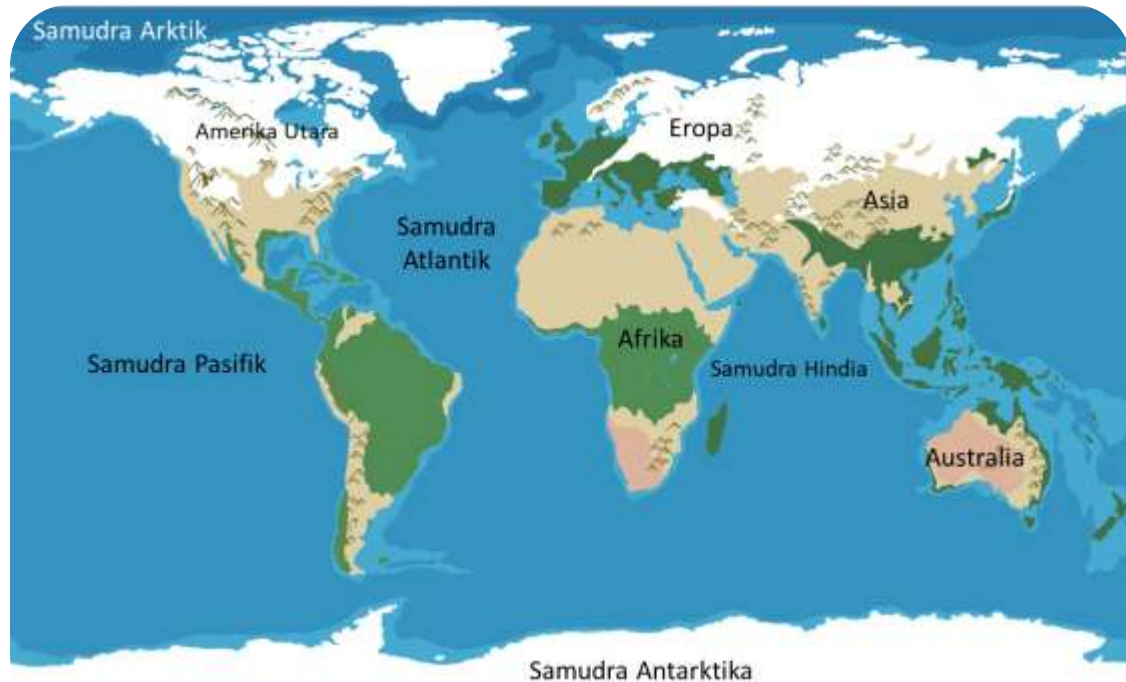 Samudra Arktik
Amerika Utara
Eropa
Asia
Samudra
Atlantik
Afrika
Samudra Pasifik
Samudra Hindia
Australia
Samudra Antarktika